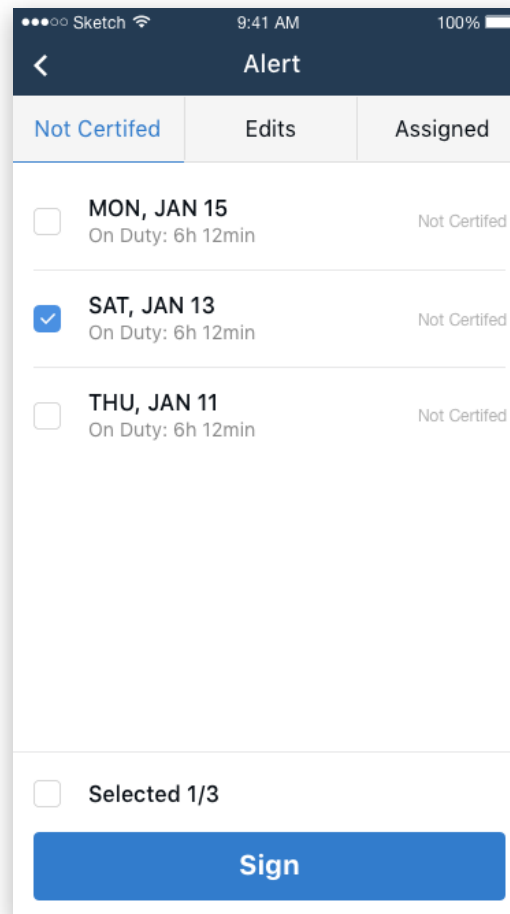 Sketch 9:41 AM 100%
Alert
Not Certifed Edits Assigned
MON, JAN 15
On Duty: 6h 12min Not Certifed
SAT, JAN 13
On Duty: 6h 12min Not Certifed
THU, JAN 11
On Duty: 6h 12min Not Certifed
Selected 1/3
Sign